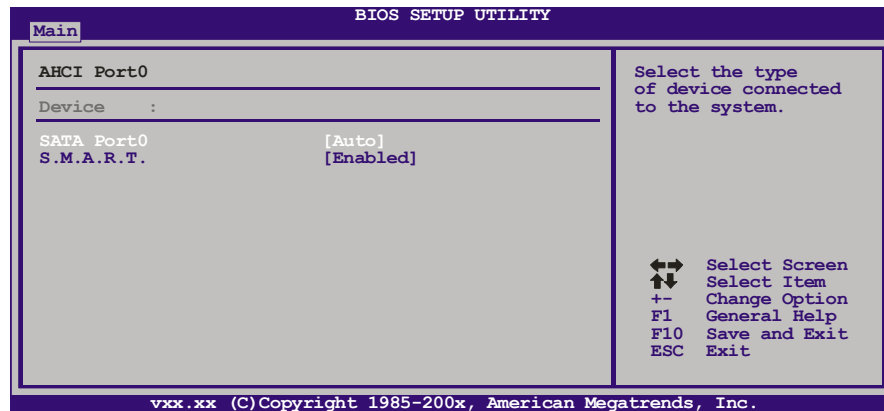 BIOS SETUP UTILITY
Main
AHCI Port0
Device :
SATA Port0 [Auto]
S.M.A.R.T. [Enabled]
Select the type
of device connected
to the system.
Select Screen
Select Item
+- Change Option
F1 General Help
F10 Save and Exit
ESC Exit
vxx.xx (C)Copyright 1985-200x, American Megatrends, Inc.